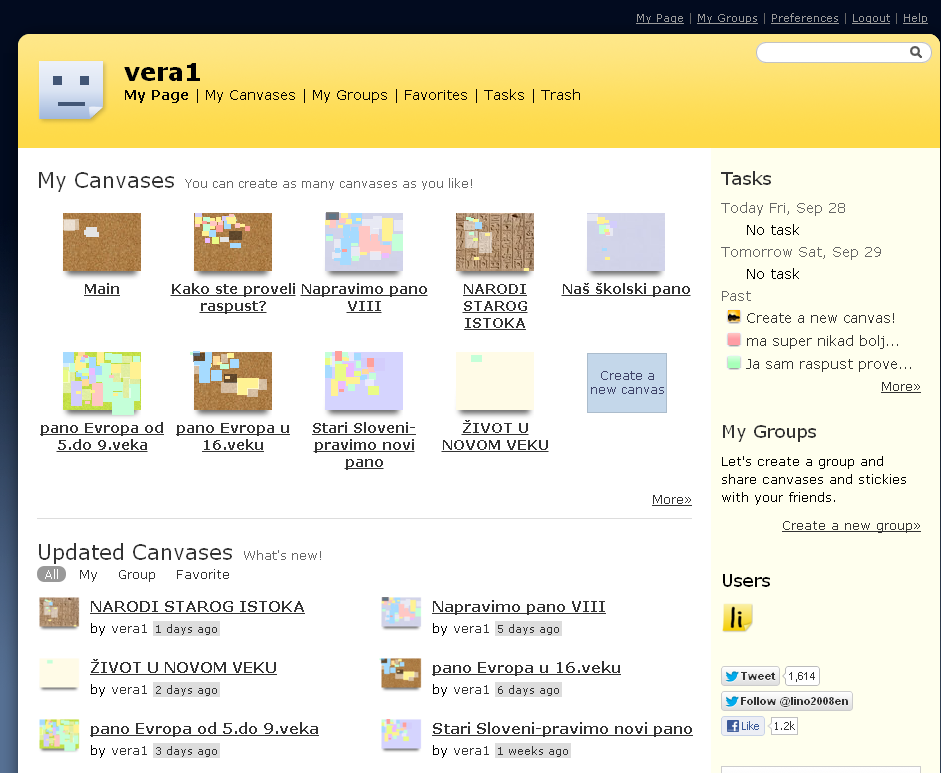 My Page | My Groups | Preferences | Logout | Help
vera1
My Page | My Canvases | My Groups | Favorites | Tasks | Trash
My Canvases You can create as many canvases as you like!
Main
Kako ste proveli
raspust?
Napravimo pano
VIII
NARODI
STAROG
ISTOKA
Naš školski pano
pano Evropa od
5.do 9.veka
pano Evropa u
16.veku
Stari Sloveni-
pravimo novi
pano
ŽIVOT U
NOVOM VEKU
Create a
new canvas
More»
Updated Canvases What's new!
All My Group Favorite
NARODI STAROG ISTOKA
by vera1 1 days ago
Napravimo pano VIII
by vera1 5 days ago
ŽIVOT U NOVOM VEKU
by vera1 2 days ago
pano Evropa u 16.veku
by vera1 6 days ago
pano Evropa od 5.do 9.veka
by vera1 3 days ago
Stari Sloveni-pravimo novi pano
by vera1 1 weeks ago
Tasks
Today Fri, Sep 28
No task
Tomorrow Sat, Sep 29
No task
Past
Create a new canvas!
ma super nikad bolj...
Ja sam raspust prove...
More»
My Groups
Let's create a group and
share canvases and stickies
with your friends.
Create a new group»
Users
li
Tweet 1,614
Follow @lino2008en
Like 1.2k